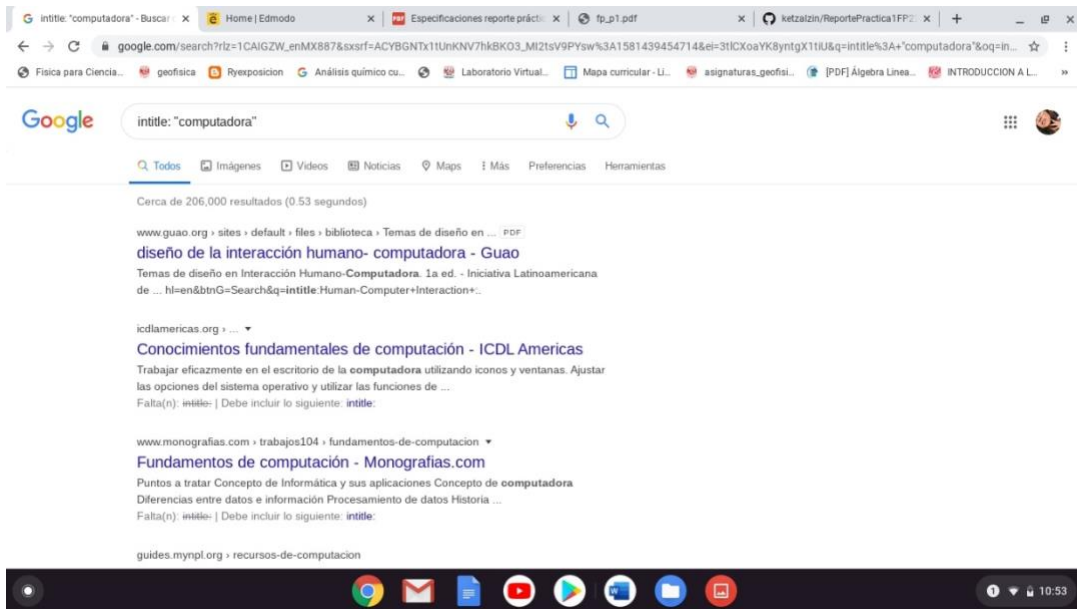 intitle: "computadora" - Buscar
Home | Edmodo
Especificaciones reporte práctic
fp_p1.pdf
ketzalzin/ReportePractica1FP2
google.com/search?rlz=1CAIGZW_enMX887&sxsrf=ACYBGNTx1tUnKNV7hkBKO3_MI2tsV9PYsw%3A1581439454714&ei=3tlCXoaYK8yntgX1tiU&q=intitle%3A+"computadora"&oq=in...
Fisica para Ciencia...
geofisica
Ryexposicion
Análisis químico cu...
Laboratorio Virtual...
Mapa curricular - Li...
asignaturas_geofisi...
[PDF] Álgebra Linea...
INTRODUCCION A L...
Google
intitle: "computadora"
Todos
Imágenes
Videos
Noticias
Maps
Más
Preferencias
Herramientas
Cerca de 206,000 resultados (0.53 segundos)
www.guao.org › sites › default › files › biblioteca › Temas de diseño en ... PDF
diseño de la interacción humano- computadora - Guao
Temas de diseño en Interacción Humano-Computadora. 1a ed. - Iniciativa Latinoamericana
de ... hl=en&btnG=Search&q=intitle:Human-Computer+Interaction+:.
icdlamericas.org › ...
Conocimientos fundamentales de computación - ICDL Americas
Trabajar eficazmente en el escritorio de la computadora utilizando iconos y ventanas. Ajustar
las opciones del sistema operativo y utilizar las funciones de ...
Falta(n): intitle: | Debe incluir lo siguiente: intitle:
www.monografias.com › trabajos104 › fundamentos-de-computacion
Fundamentos de computación - Monografias.com
Puntos a tratar Concepto de Informática y sus aplicaciones Concepto de computadora
Diferencias entre datos e información Procesamiento de datos Historia ...
Falta(n): intitle: | Debe incluir lo siguiente: intitle:
guides.mynpl.org › recursos-de-computacion
1
10:53